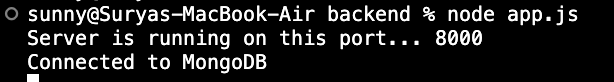 sunny@Suryas-MacBook-Air backend % node app.js
Server is running on this port... 8000
Connected to MongoDB